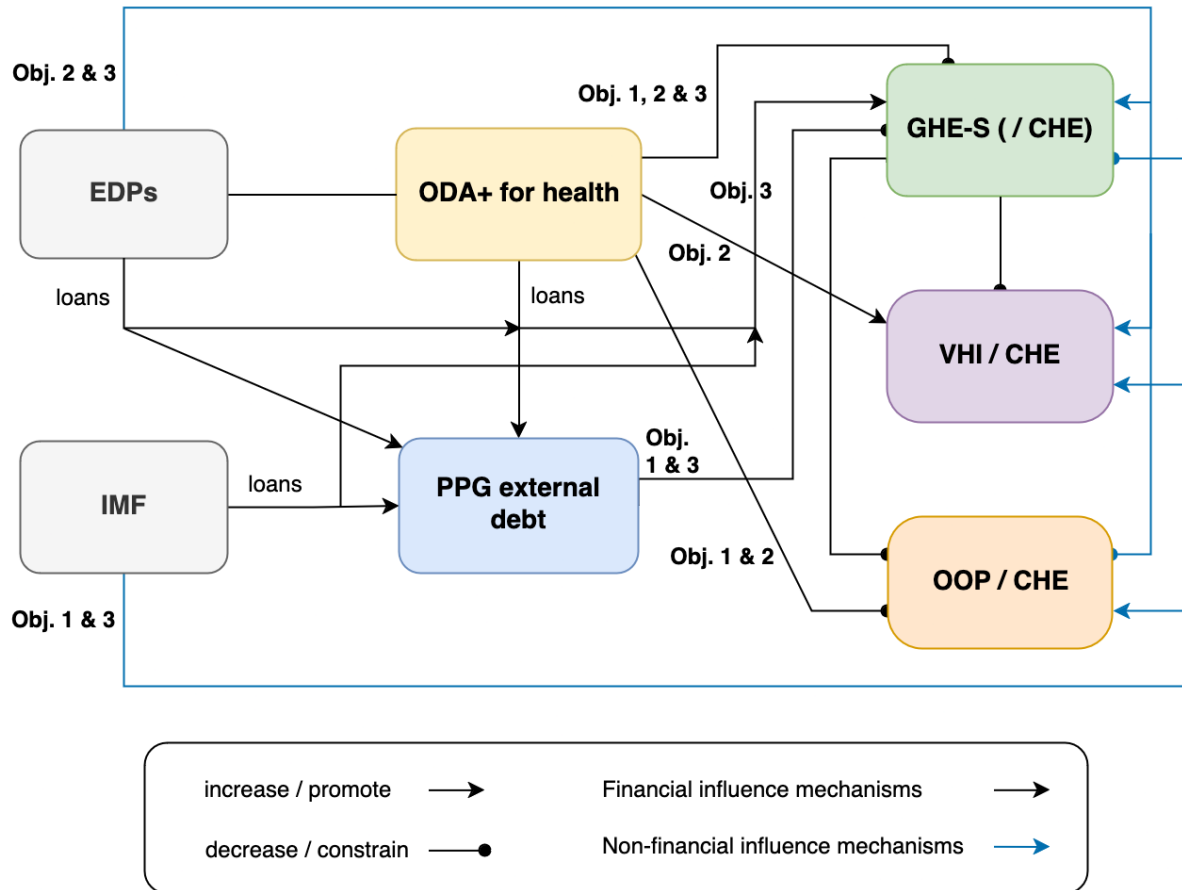 Obj. 2 & 3
Obj. 1, 2 & 3
GHE-S ( / CHE)
EDPs
ODA+ for health
Obj. 3
Obj. 2
loans
loans
VHI / CHE
Obj.
1 & 3
loans
IMF
PPG external
debt
Obj. 1 & 2
OOP / CHE
Obj. 1 & 3
increase / promote
Financial influence mechanisms
decrease / constrain
Non-financial influence mechanisms